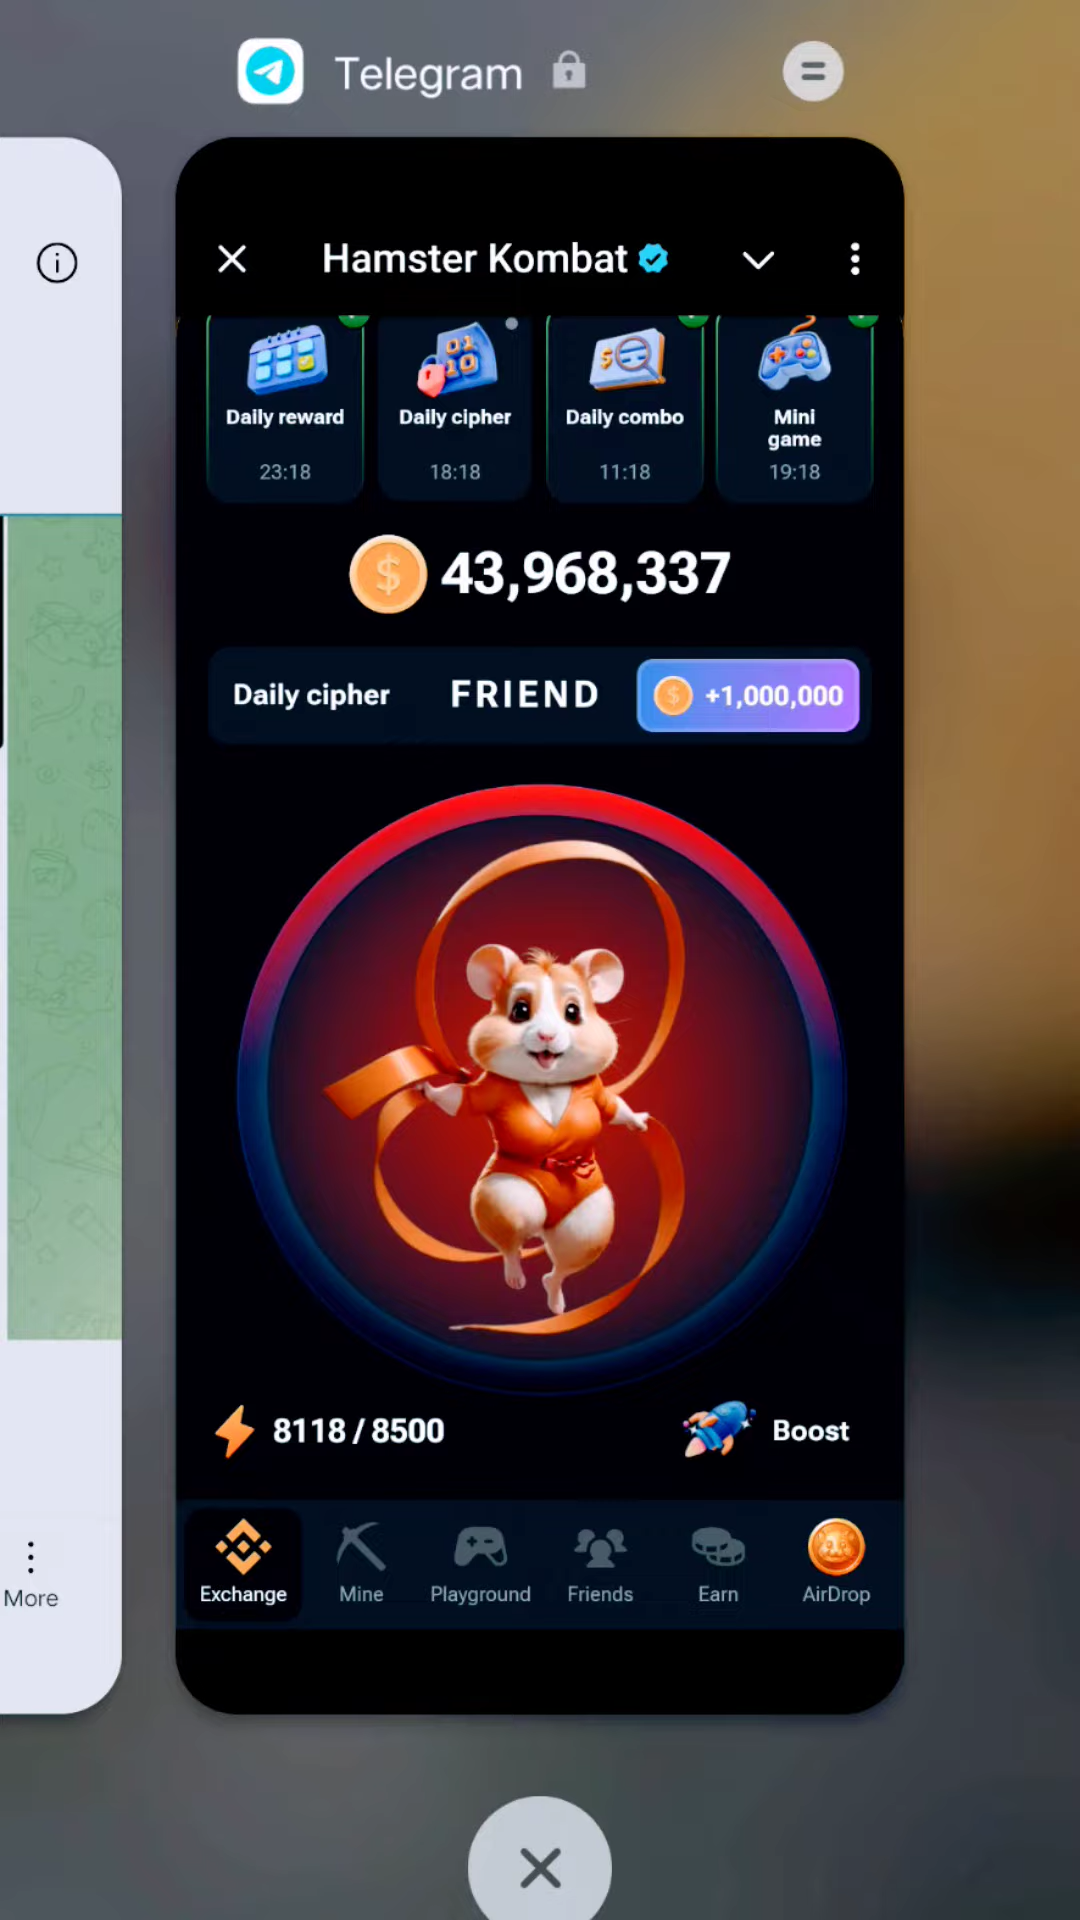 Telegram
Hamster Kombat
Daily reward
23:18
Daily cipher
18:18
Daily combo
11:18
Mini
game
19:18
43,968,337
Daily cipher FRIEND +1,000,000
8118 / 8500
Boost
Exchange
Mine
Playground
Friends
Earn
AirDrop
More